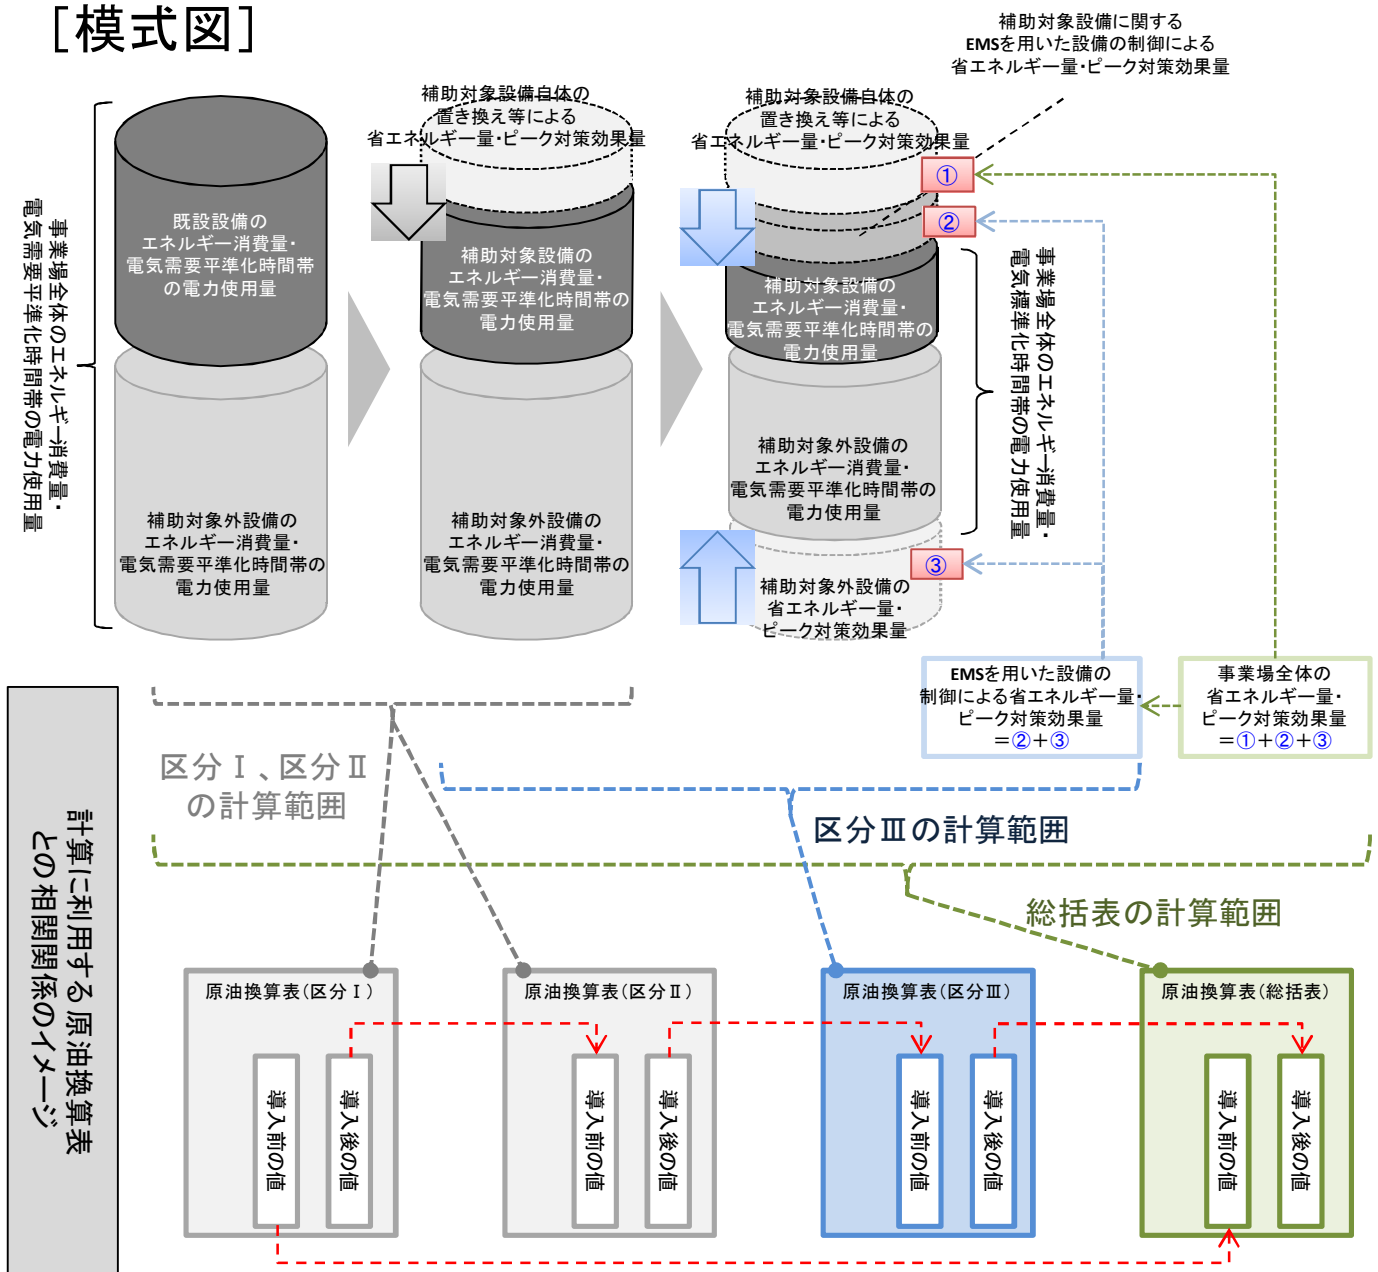 ［模式図］
補助対象設備に関する
EMSを用いた設備の制御による
省エネルギー量・ピーク対策効果量
補助対象設備自体の
置き換え等による
省エネルギー量・ピーク対策効果量
補助対象設備自体の
置き換え等による
省エネルギー量・ピーク対策効果量
①
②
事業場全体のエネルギー消費量・
電気需要平準化時間帯の電力使用量
既設設備の
エネルギー消費量・
電気需要平準化時間帯
の電力使用量
補助対象設備の
エネルギー消費量・
電気需要平準化時間帯の
電力使用量
補助対象設備の
エネルギー消費量・
電気需要平準化時間帯の
電力使用量
事業場全体のエネルギー消費量・
電気標準化時間帯の電力使用量
補助対象外設備の
エネルギー消費量・
電気需要平準化時間帯の
電力使用量
補助対象外設備の
エネルギー消費量・
電気需要平準化時間帯の
電力使用量
補助対象外設備の
エネルギー消費量・
電気需要平準化時間帯の
電力使用量
③
補助対象外設備の
省エネルギー量・
ピーク対策効果量
EMSを用いた設備の
制御による省エネルギー量・
ピーク対策効果量
＝②＋③
事業場全体の
省エネルギー量・
ピーク対策効果量
＝①＋②＋③
計算に利用する原油換算表
との相関関係のイメージ
区分Ⅰ、区分Ⅱ
の計算範囲
区分Ⅲの計算範囲
総括表の計算範囲
原油換算表(区分Ⅰ)
導入前の値
導入後の値
原油換算表(区分Ⅱ)
導入前の値
導入後の値
原油換算表(区分Ⅲ)
導入前の値
導入後の値
原油換算表(総括表)
導入前の値
導入後の値